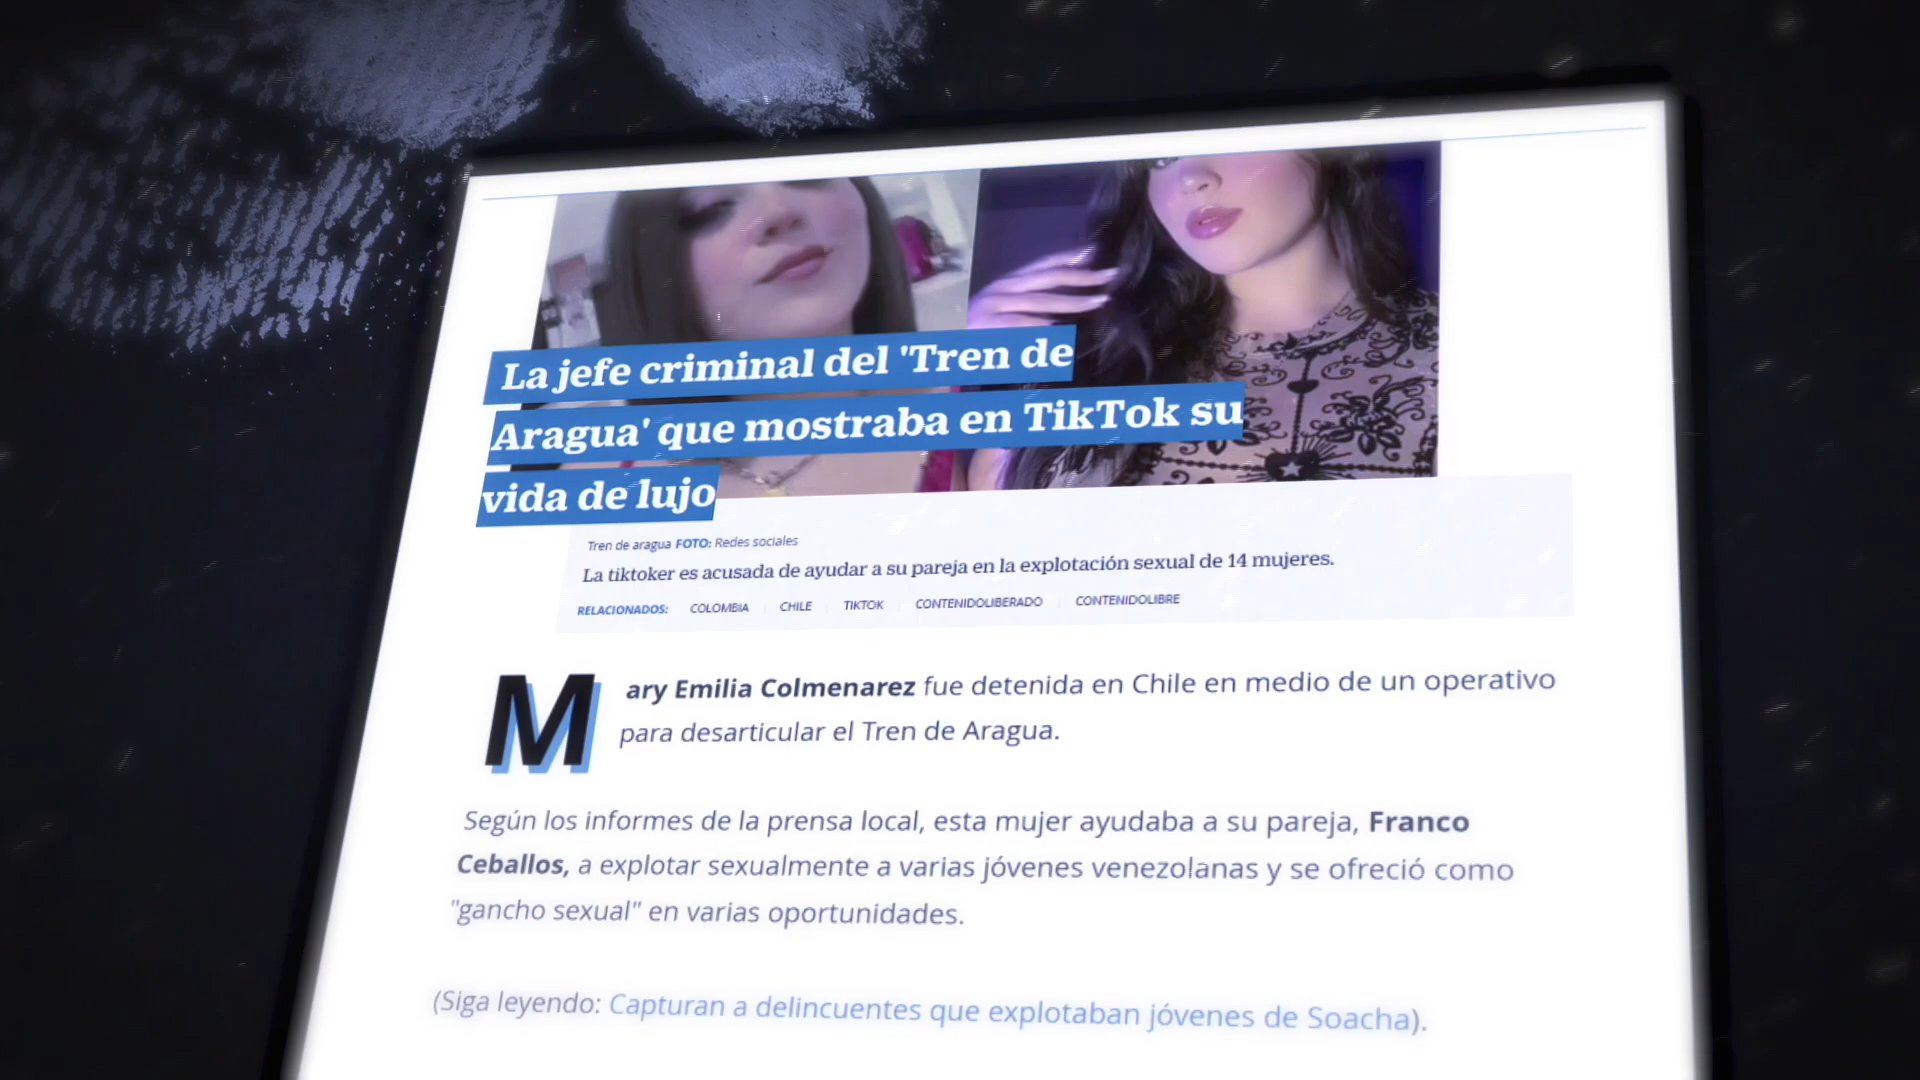 La jefe criminal del 'Tren de
Aragua' que mostraba en TikTok su
vida de lujo
Tren de aragua FOTO: Redes sociales
La tiktoker es acusada de ayudar a su pareja en la explotación sexual de 14 mujeres.
RELACIONADOS: COLOMBIA CHILE TIKTOK CONTENIDOLIBERADO CONTENIDOLIBRE
Mary Emilia Colmenarez fue detenida en Chile en medio de un operativo
para desarticular el Tren de Aragua.
Según los informes de la prensa local, esta mujer ayudaba a su pareja, Franco
Ceballos, a explotar sexualmente a varias jóvenes venezolanas y se ofreció como
"gancho sexual" en varias oportunidades.
(Siga leyendo: Capturan a delincuentes que explotaban jóvenes de Soacha).